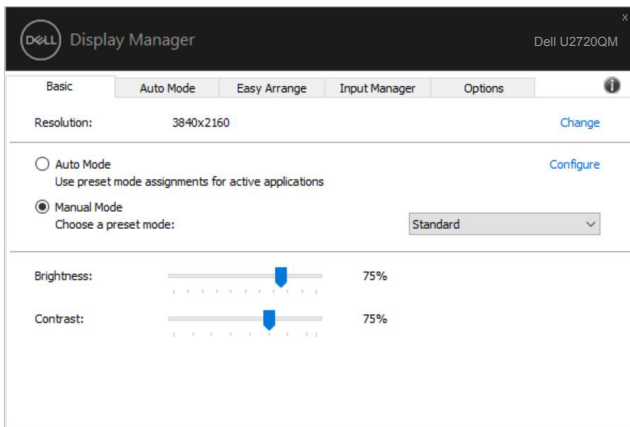 x
DELL Display Manager
Dell U2720QM
Basic Auto Mode Easy Arrange Input Manager Options i
Resolution: 3840x2160 Change
Auto Mode Configure
Use preset mode assignments for active applications
Manual Mode
Choose a preset mode: Standard
Brightness: 75%
Contrast: 75%